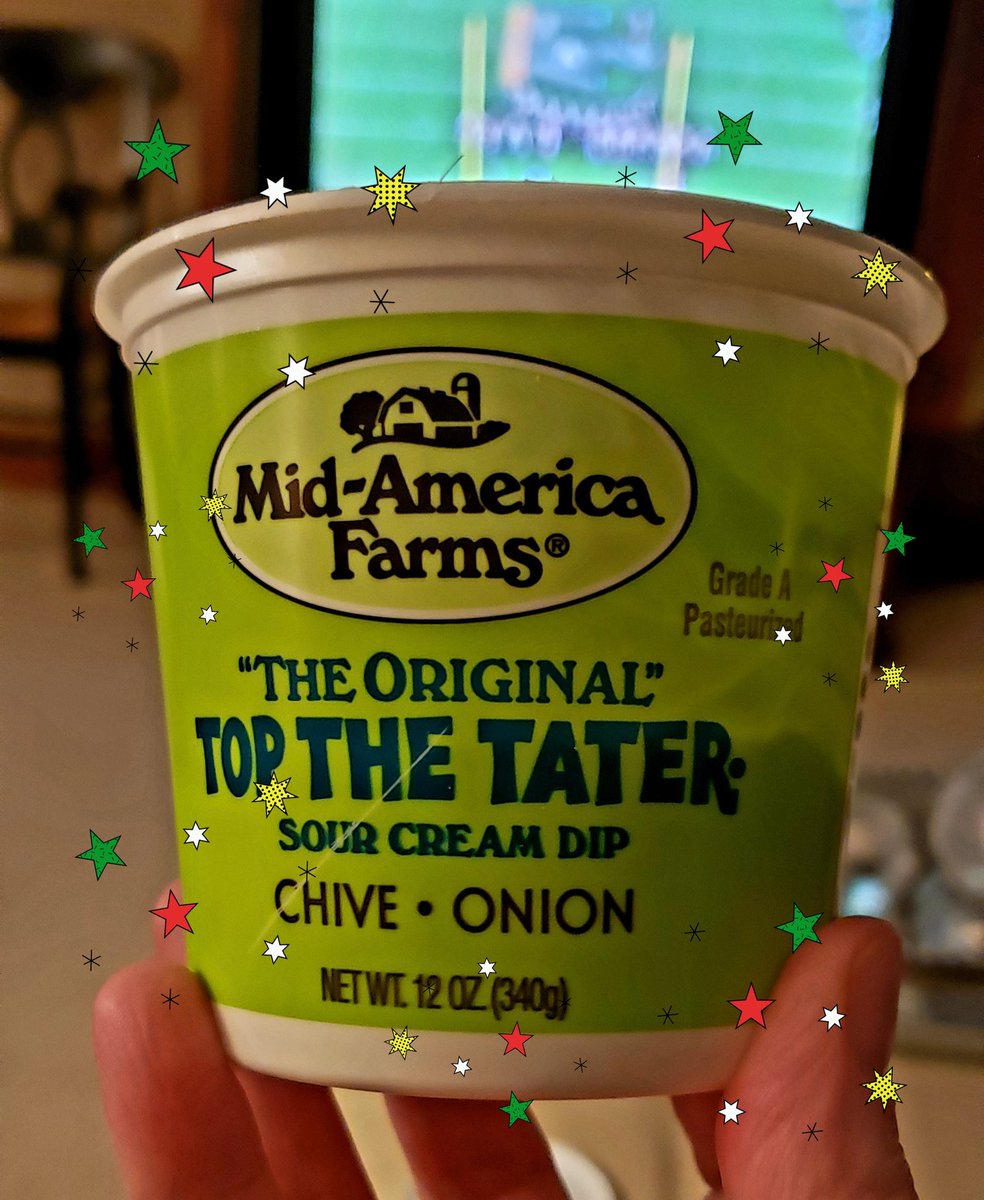 Mid-America
Farms®
Grade A
Pasteurized
"THE ORIGINAL"
TOP THE TATER.
SOUR CREAM DIP
CHIVE • ONION
NET WT. 12 OZ. (340g)